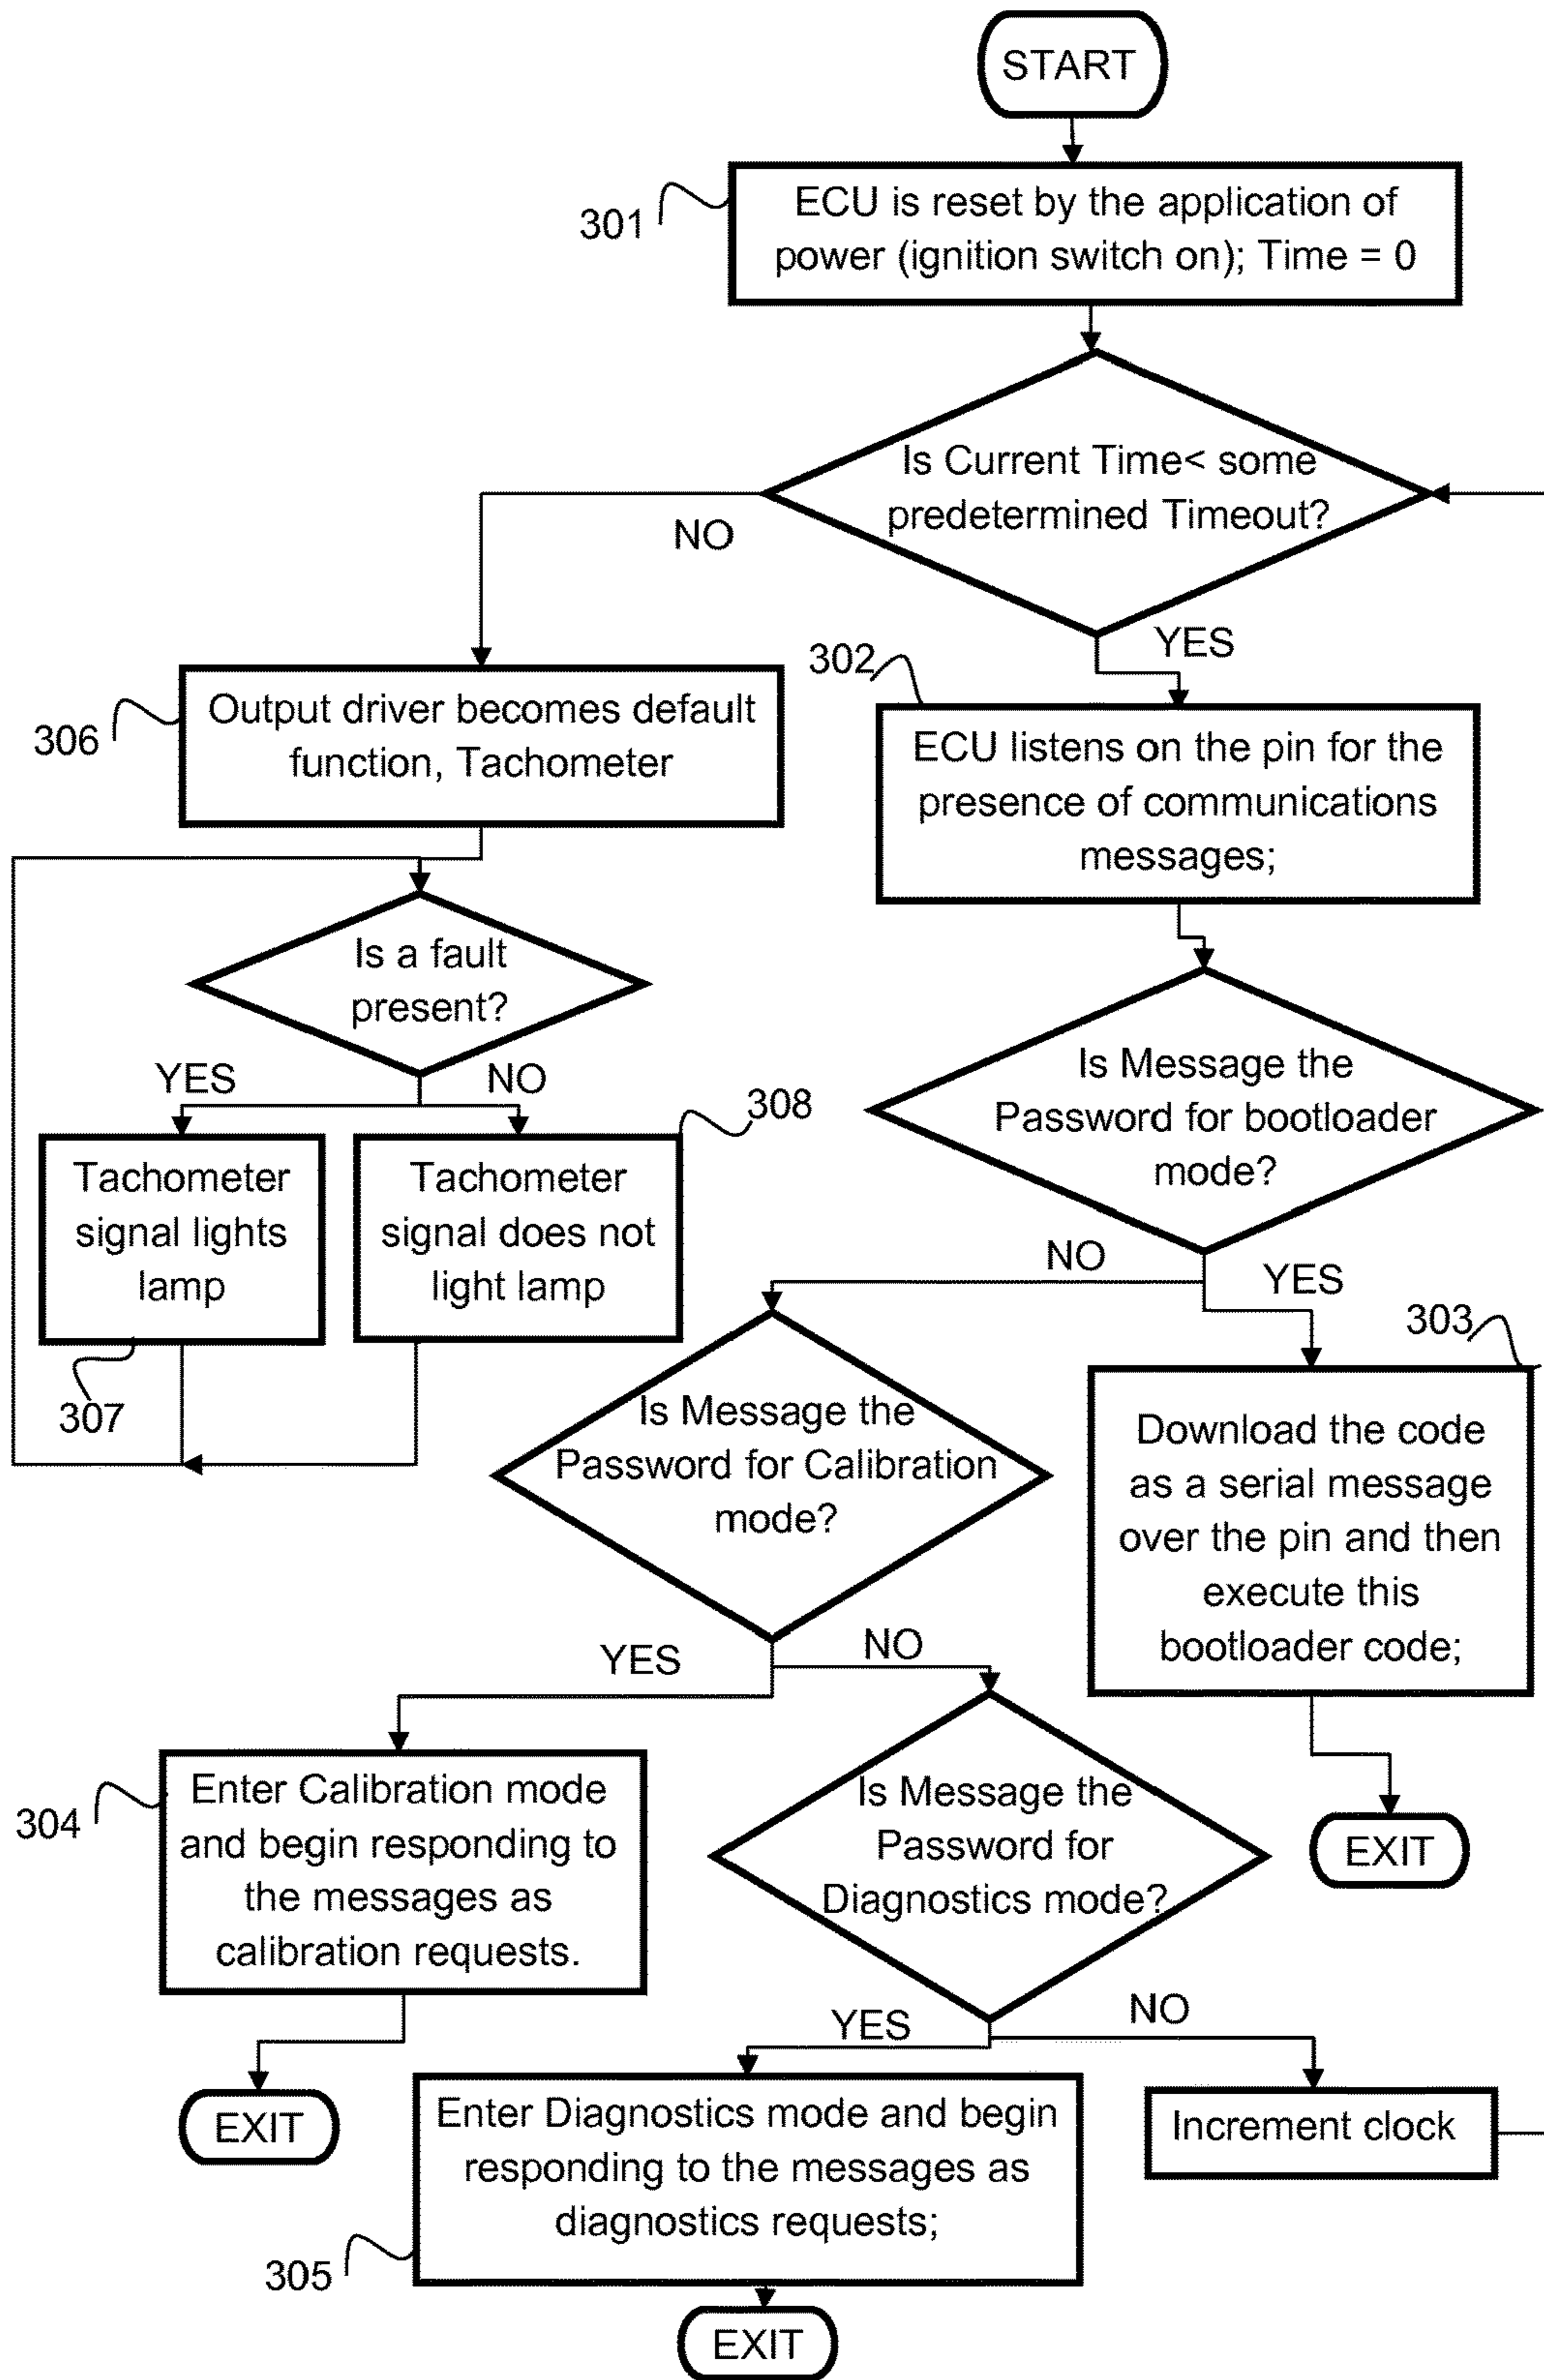 START
301
ECU is reset by the application of
power (ignition switch on); Time = 0
Is Current Time< some
predetermined Timeout?
NO
YES
302
306
Output driver becomes default
function, Tachometer
ECU listens on the pin for the
presence of communications
messages;
Is a fault
present?
YES
NO
308
Is Message the
Password for bootloader
mode?
Tachometer
signal lights
lamp
Tachometer
signal does not
light lamp
307
NO
YES
303
Is Message the
Password for Calibration
mode?
Download the code
as a serial message
over the pin and then
execute this
bootloader code;
YES
NO
304
Enter Calibration mode
and begin responding to
the messages as
calibration requests.
Is Message the
Password for
Diagnostics mode?
EXIT
YES
NO
EXIT
Enter Diagnostics mode and begin
responding to the messages as
diagnostics requests;
Increment clock
305
EXIT